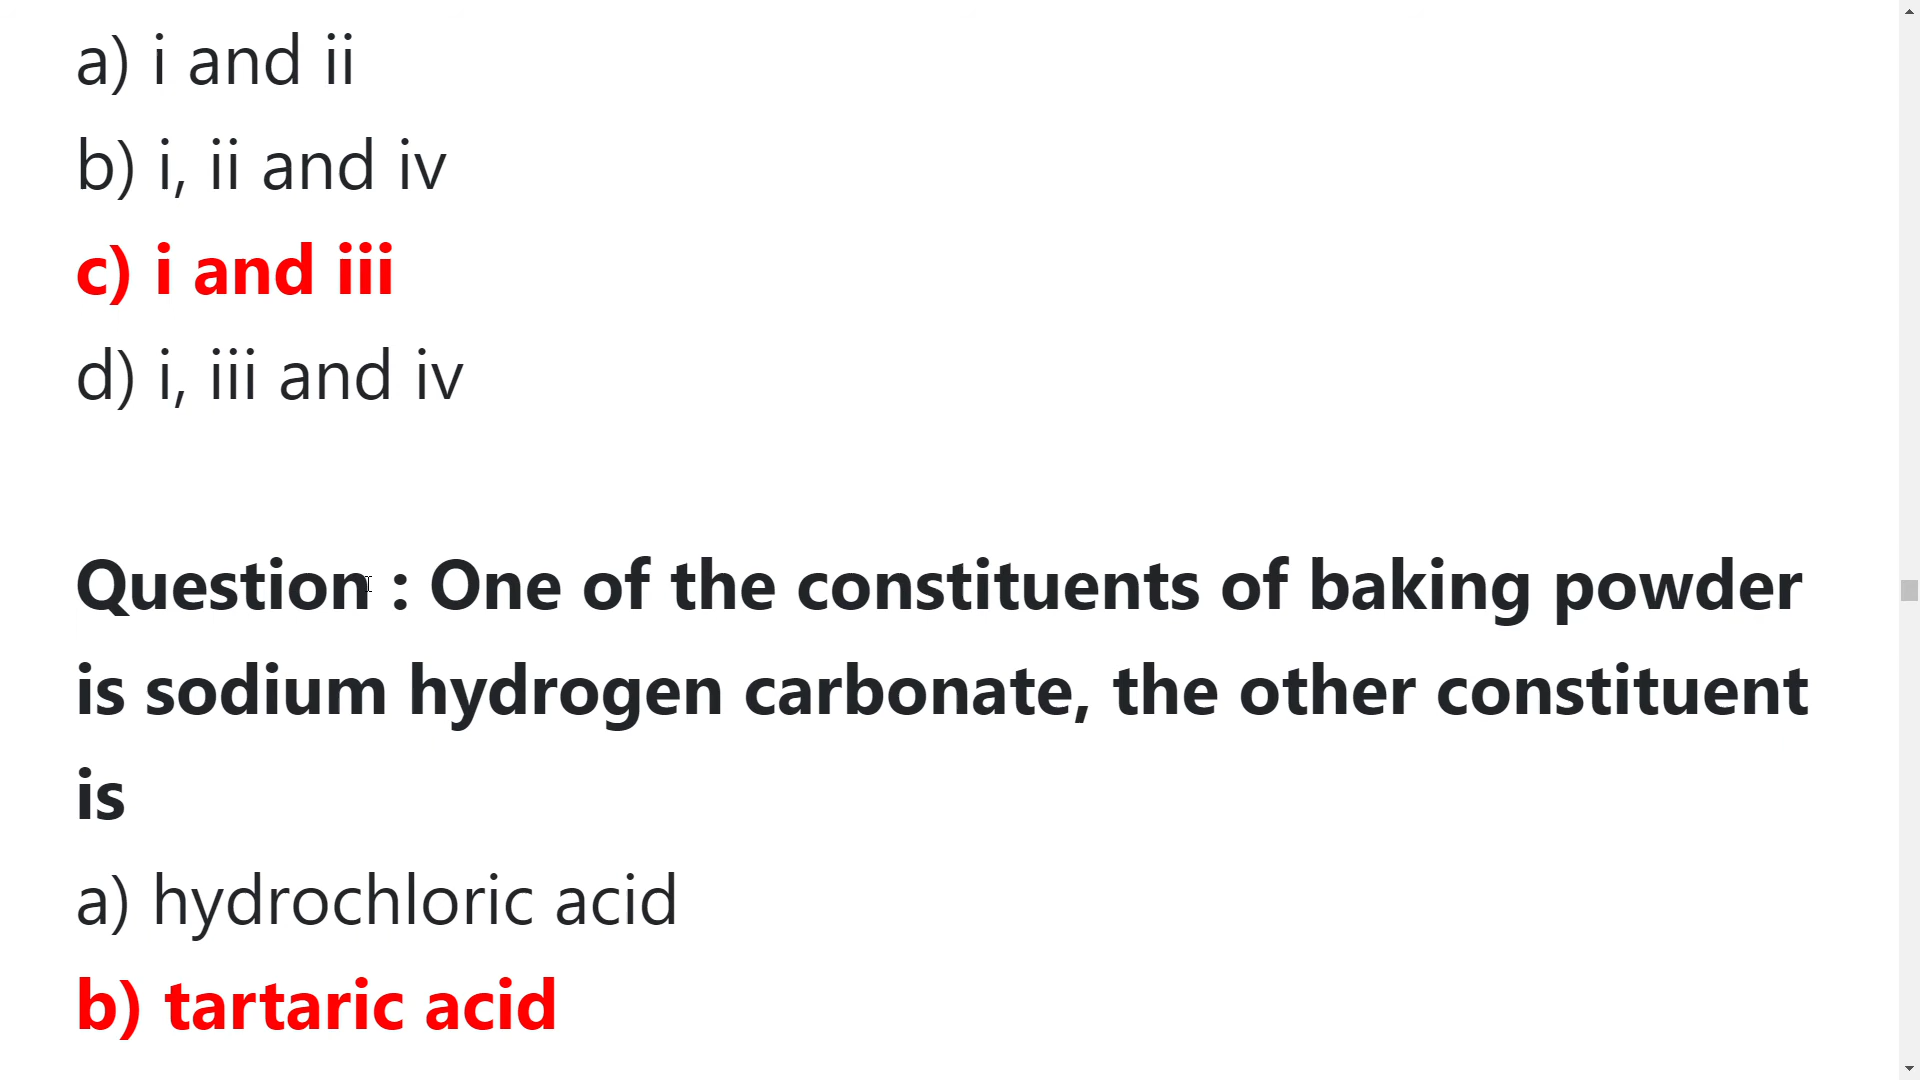 a) i and ii
b) i, ii and iv
c) i and iii
d) i, iii and iv
Question : One of the constituents of baking powder
is sodium hydrogen carbonate, the other constituent
is
a) hydrochloric acid
b) tartaric acid